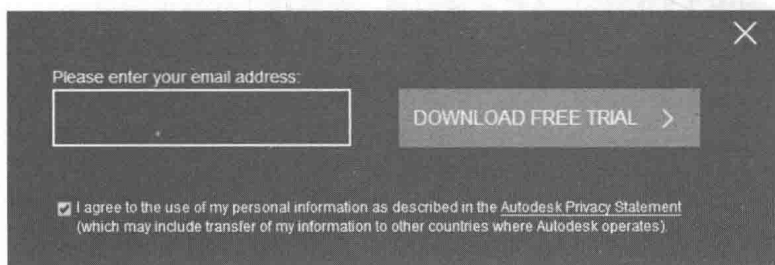 Please enter your email address:
DOWNLOAD FREE TRIAL >
I agree to the use of my personal information as described in the Autodesk Privacy Statement
(which may include transfer of my information to other countries where Autodesk operates).